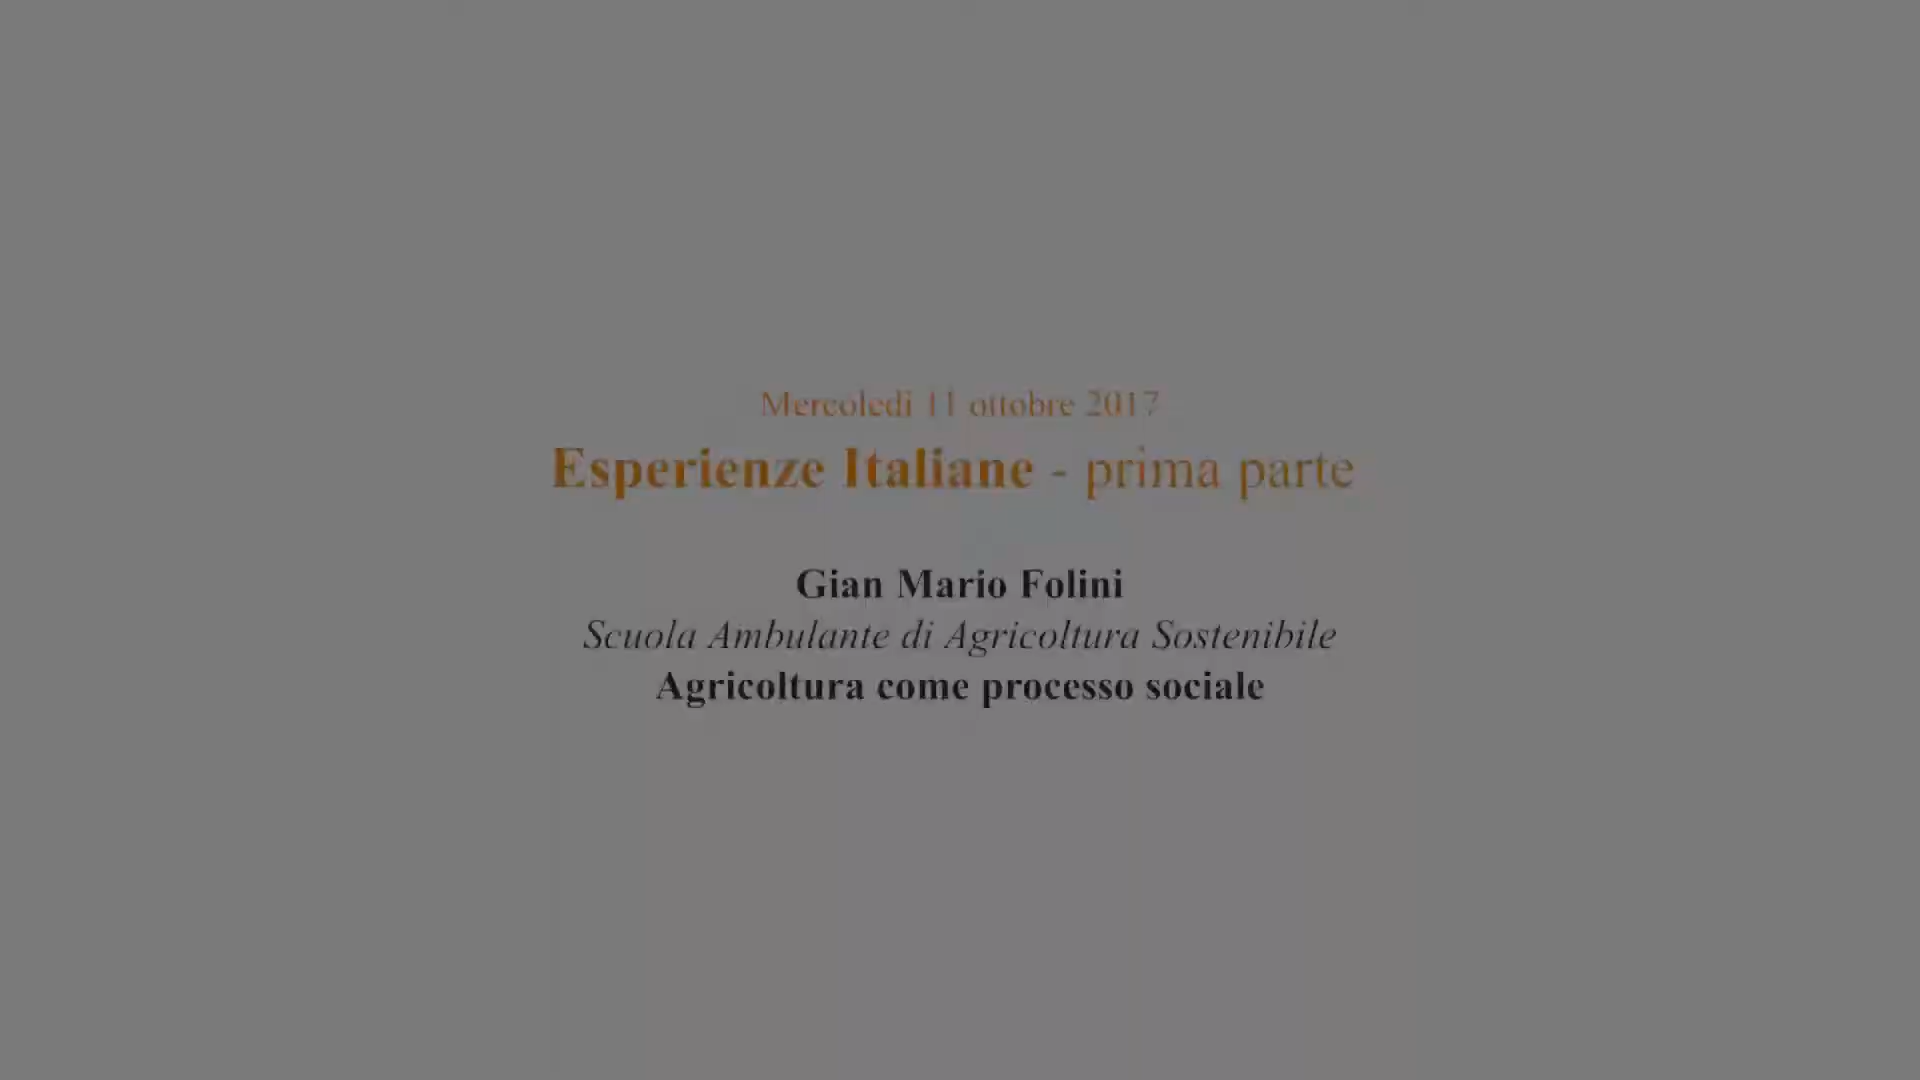 Mercoledì 11 ottobre 2017
Esperienze Italiane - prima parte
Gian Mario Folini
Scuola Ambulante di Agricoltura Sostenibile
Agricoltura come processo sociale